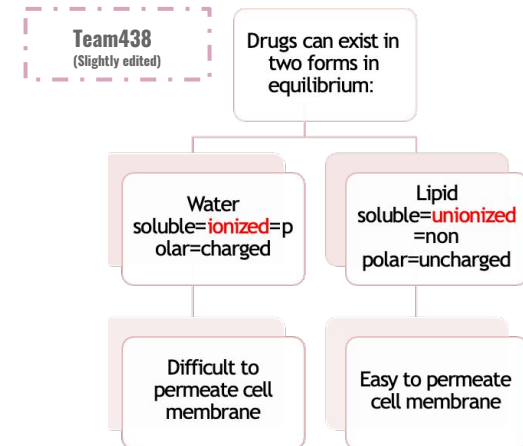 Team438
(Slightly edited)
Drugs can exist in
two forms in
equilibrium:
Water
soluble=ionized=p
olar=charged
Lipid
soluble=unionized
=non
polar=uncharged
Difficult to
permeate cell
membrane
Easy to permeate
cell membrane